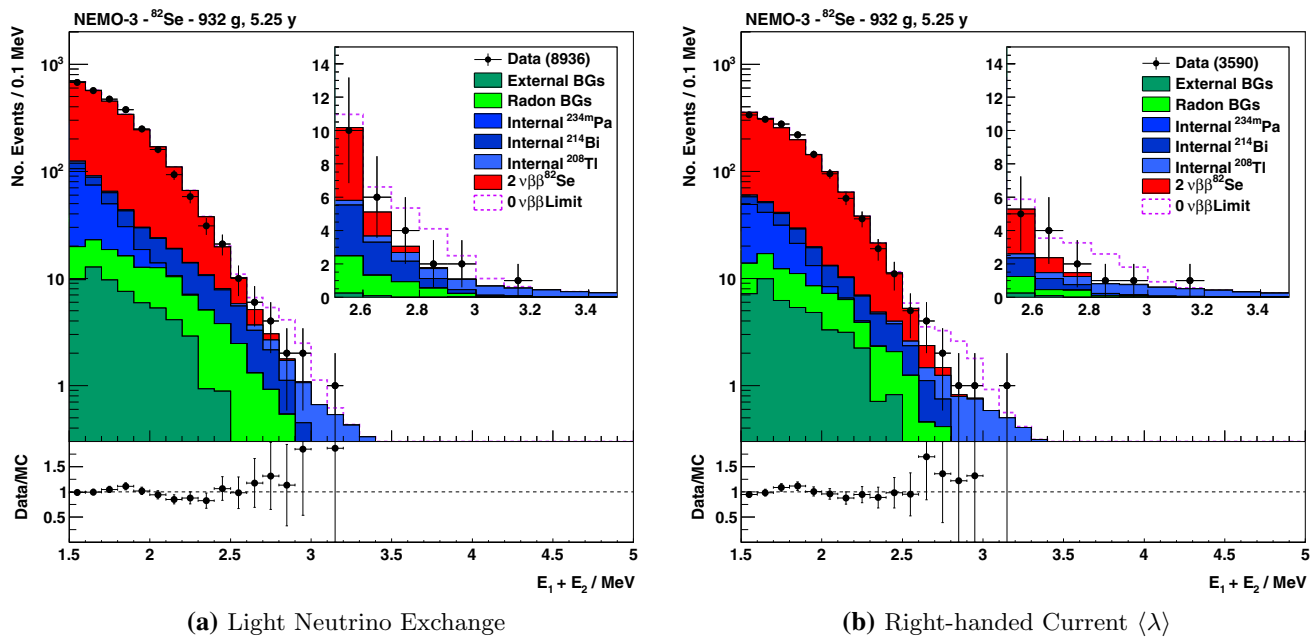 NEMO-3 - ⁸²Se - 932 g, 5.25 y
No. Events / 0.1 MeV
10³
10²
10
1
14
12
10
8
6
4
2
0
2.6 2.8 3 3.2 3.4
Data (8936)
External BGs
Radon BGs
Internal ²³⁴ᵐPa
Internal ²¹⁴Bi
Internal ²⁰⁸Tl
2 νββ ⁸²Se
0 νββ Limit
Data/MC
1.5
1
0.5
1.5 2 2.5 3 3.5 4 4.5 5
E₁ + E₂ / MeV
(a) Light Neutrino Exchange
NEMO-3 - ⁸²Se - 932 g, 5.25 y
No. Events / 0.1 MeV
10³
10²
10
1
14
12
10
8
6
4
2
0
2.6 2.8 3 3.2 3.4
Data (3590)
External BGs
Radon BGs
Internal ²³⁴ᵐPa
Internal ²¹⁴Bi
Internal ²⁰⁸Tl
2 νββ ⁸²Se
0 νββ Limit
Data/MC
1.5
1
0.5
1.5 2 2.5 3 3.5 4 4.5 5
E₁ + E₂ / MeV
(b) Right-handed Current ⟨λ⟩